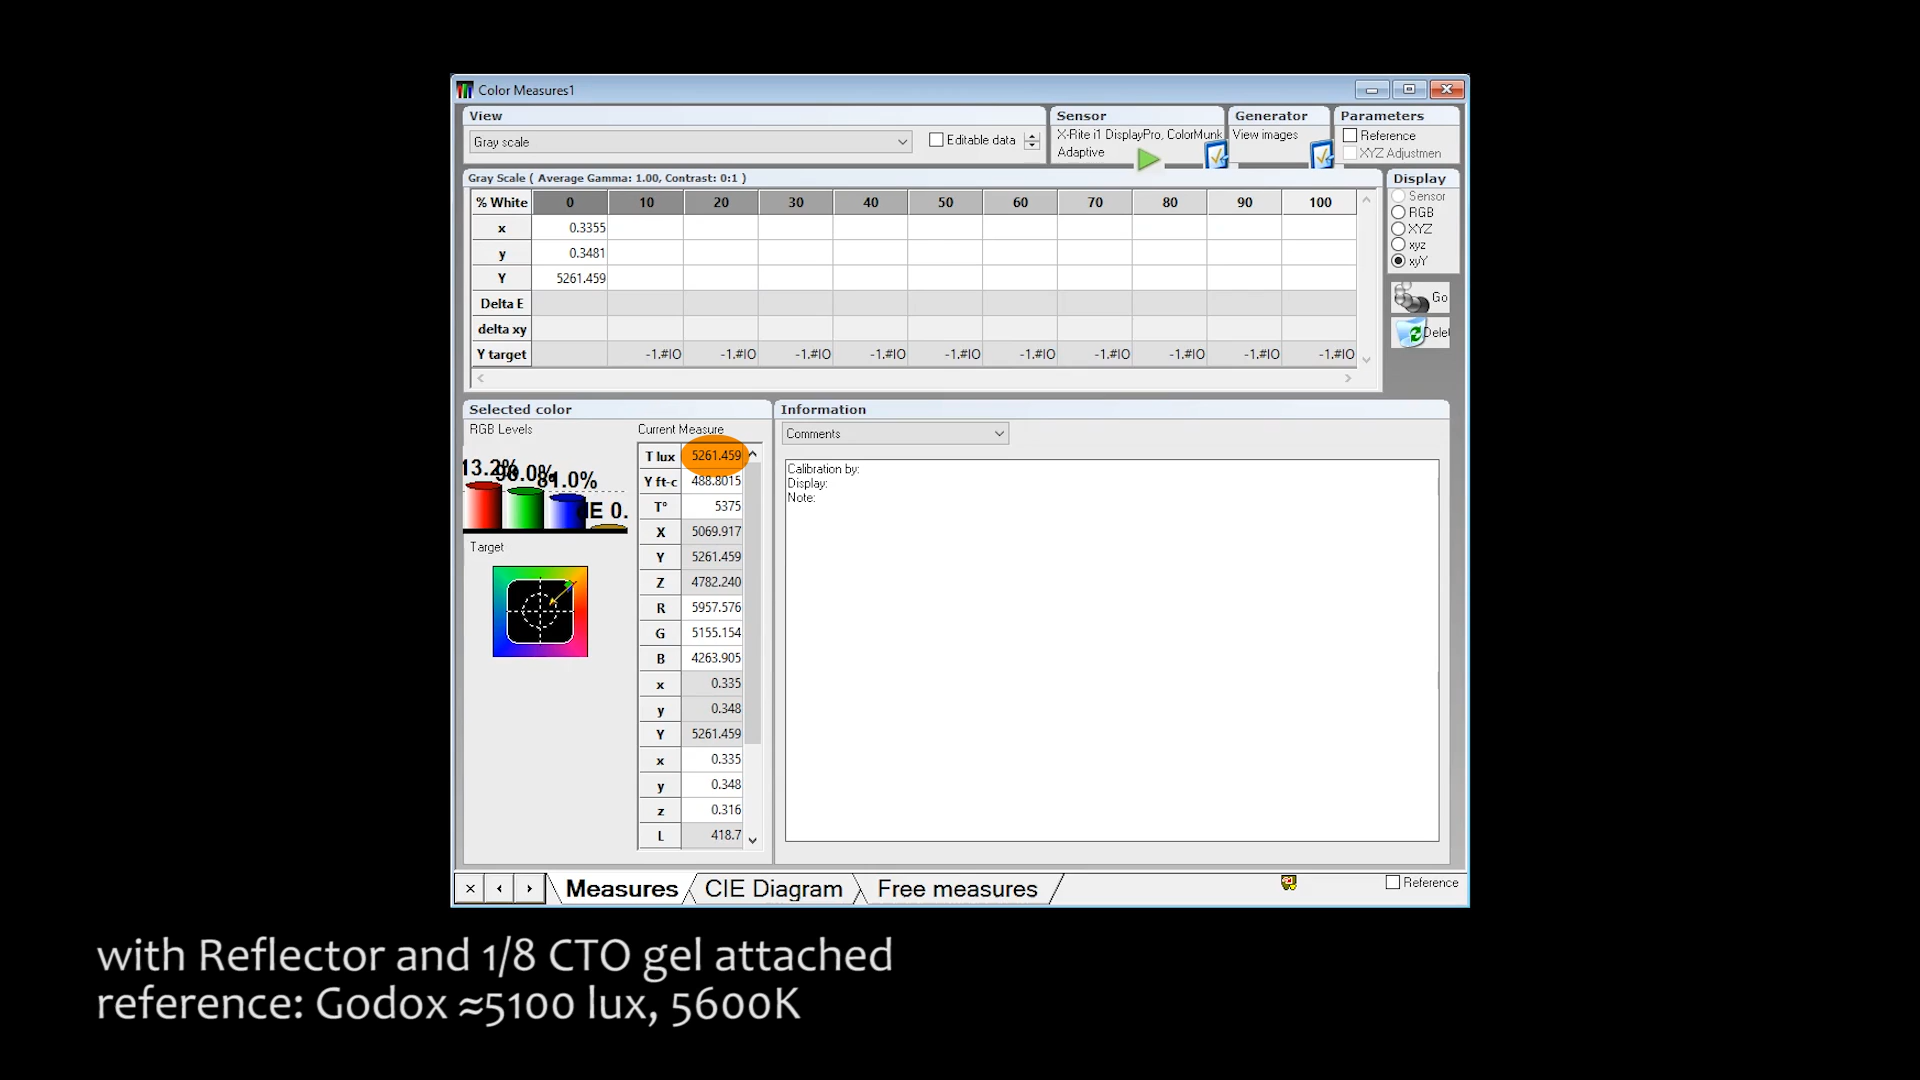 Color Measures1
View
Gray scale
Editable data
Sensor
X-Rite i1 DisplayPro, ColorMunk
Adaptive
Generator
View images
Parameters
Reference
XYZ Adjustmen
Gray Scale ( Average Gamma: 1.00, Contrast: 0:1 )
% White 0 10 20 30 40 50 60 70 80 90 100
x 0.3355
y 0.3481
Y 5261.459
Delta E
delta xy
Y target -1.#IO -1.#IO -1.#IO -1.#IO -1.#IO -1.#IO -1.#IO -1.#IO -1.#IO -1.#IO
Display
Sensor
RGB
XYZ
xyz
xyY
Go
Delet
Selected color
RGB Levels
13.2%
81.0%
E 0.
Target
Current Measure
T lux 5261.459
Y ft-c 488.8015
T° 5375
X 5069.917
Y 5261.459
Z 4782.240
R 5957.576
G 5155.154
B 4263.905
x 0.335
y 0.348
Y 5261.459
x 0.335
y 0.348
z 0.316
L 418.7
Information
Comments
Calibration by:
Display:
Note:
Measures
CIE Diagram
Free measures
Reference
with Reflector and 1/8 CTO gel attached
reference: Godox ≈5100 lux, 5600K